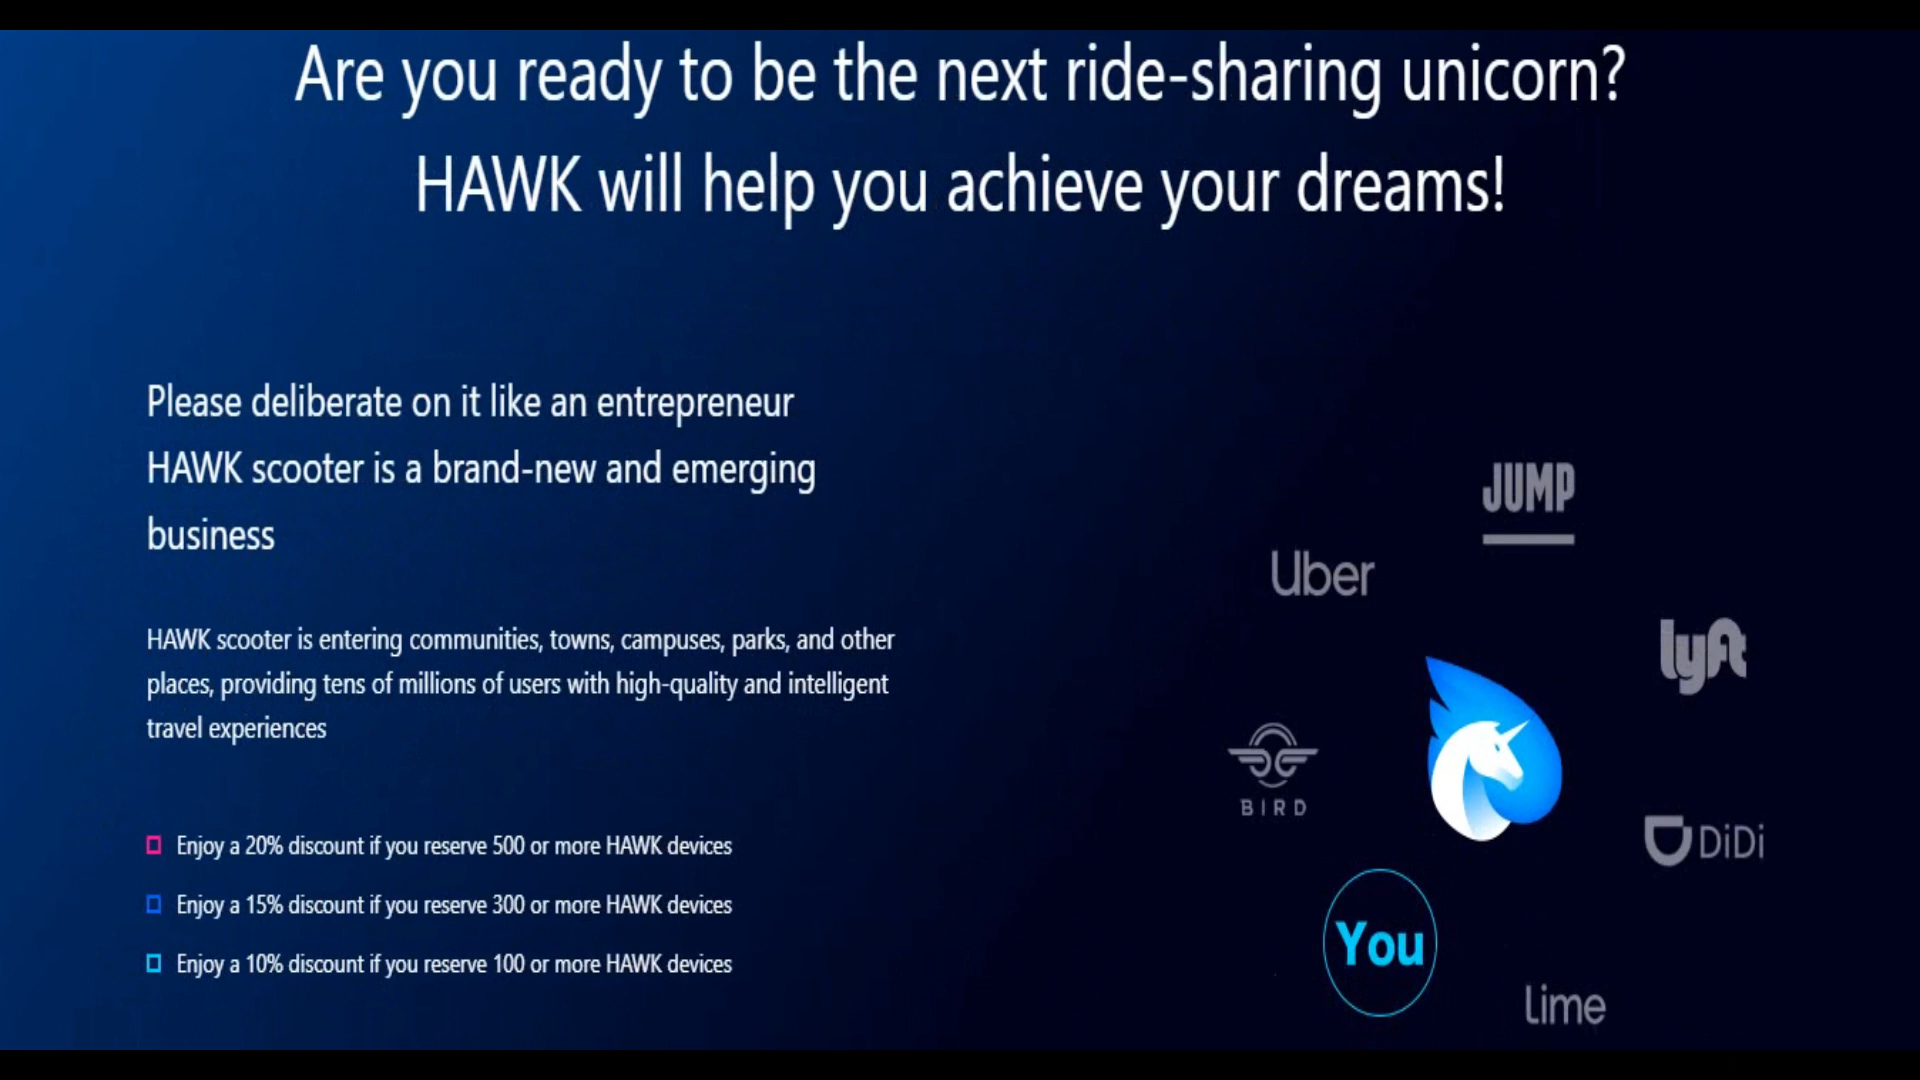 Are you ready to be the next ride-sharing unicorn?
HAWK will help you achieve your dreams!
Please deliberate on it like an entrepreneur
HAWK scooter is a brand-new and emerging
business
HAWK scooter is entering communities, towns, campuses, parks, and other
places, providing tens of millions of users with high-quality and intelligent
travel experiences
Enjoy a 20% discount if you reserve 500 or more HAWK devices
Enjoy a 15% discount if you reserve 300 or more HAWK devices
Enjoy a 10% discount if you reserve 100 or more HAWK devices
JUMP
Uber
lyft
BIRD
DiDi
You
Lime